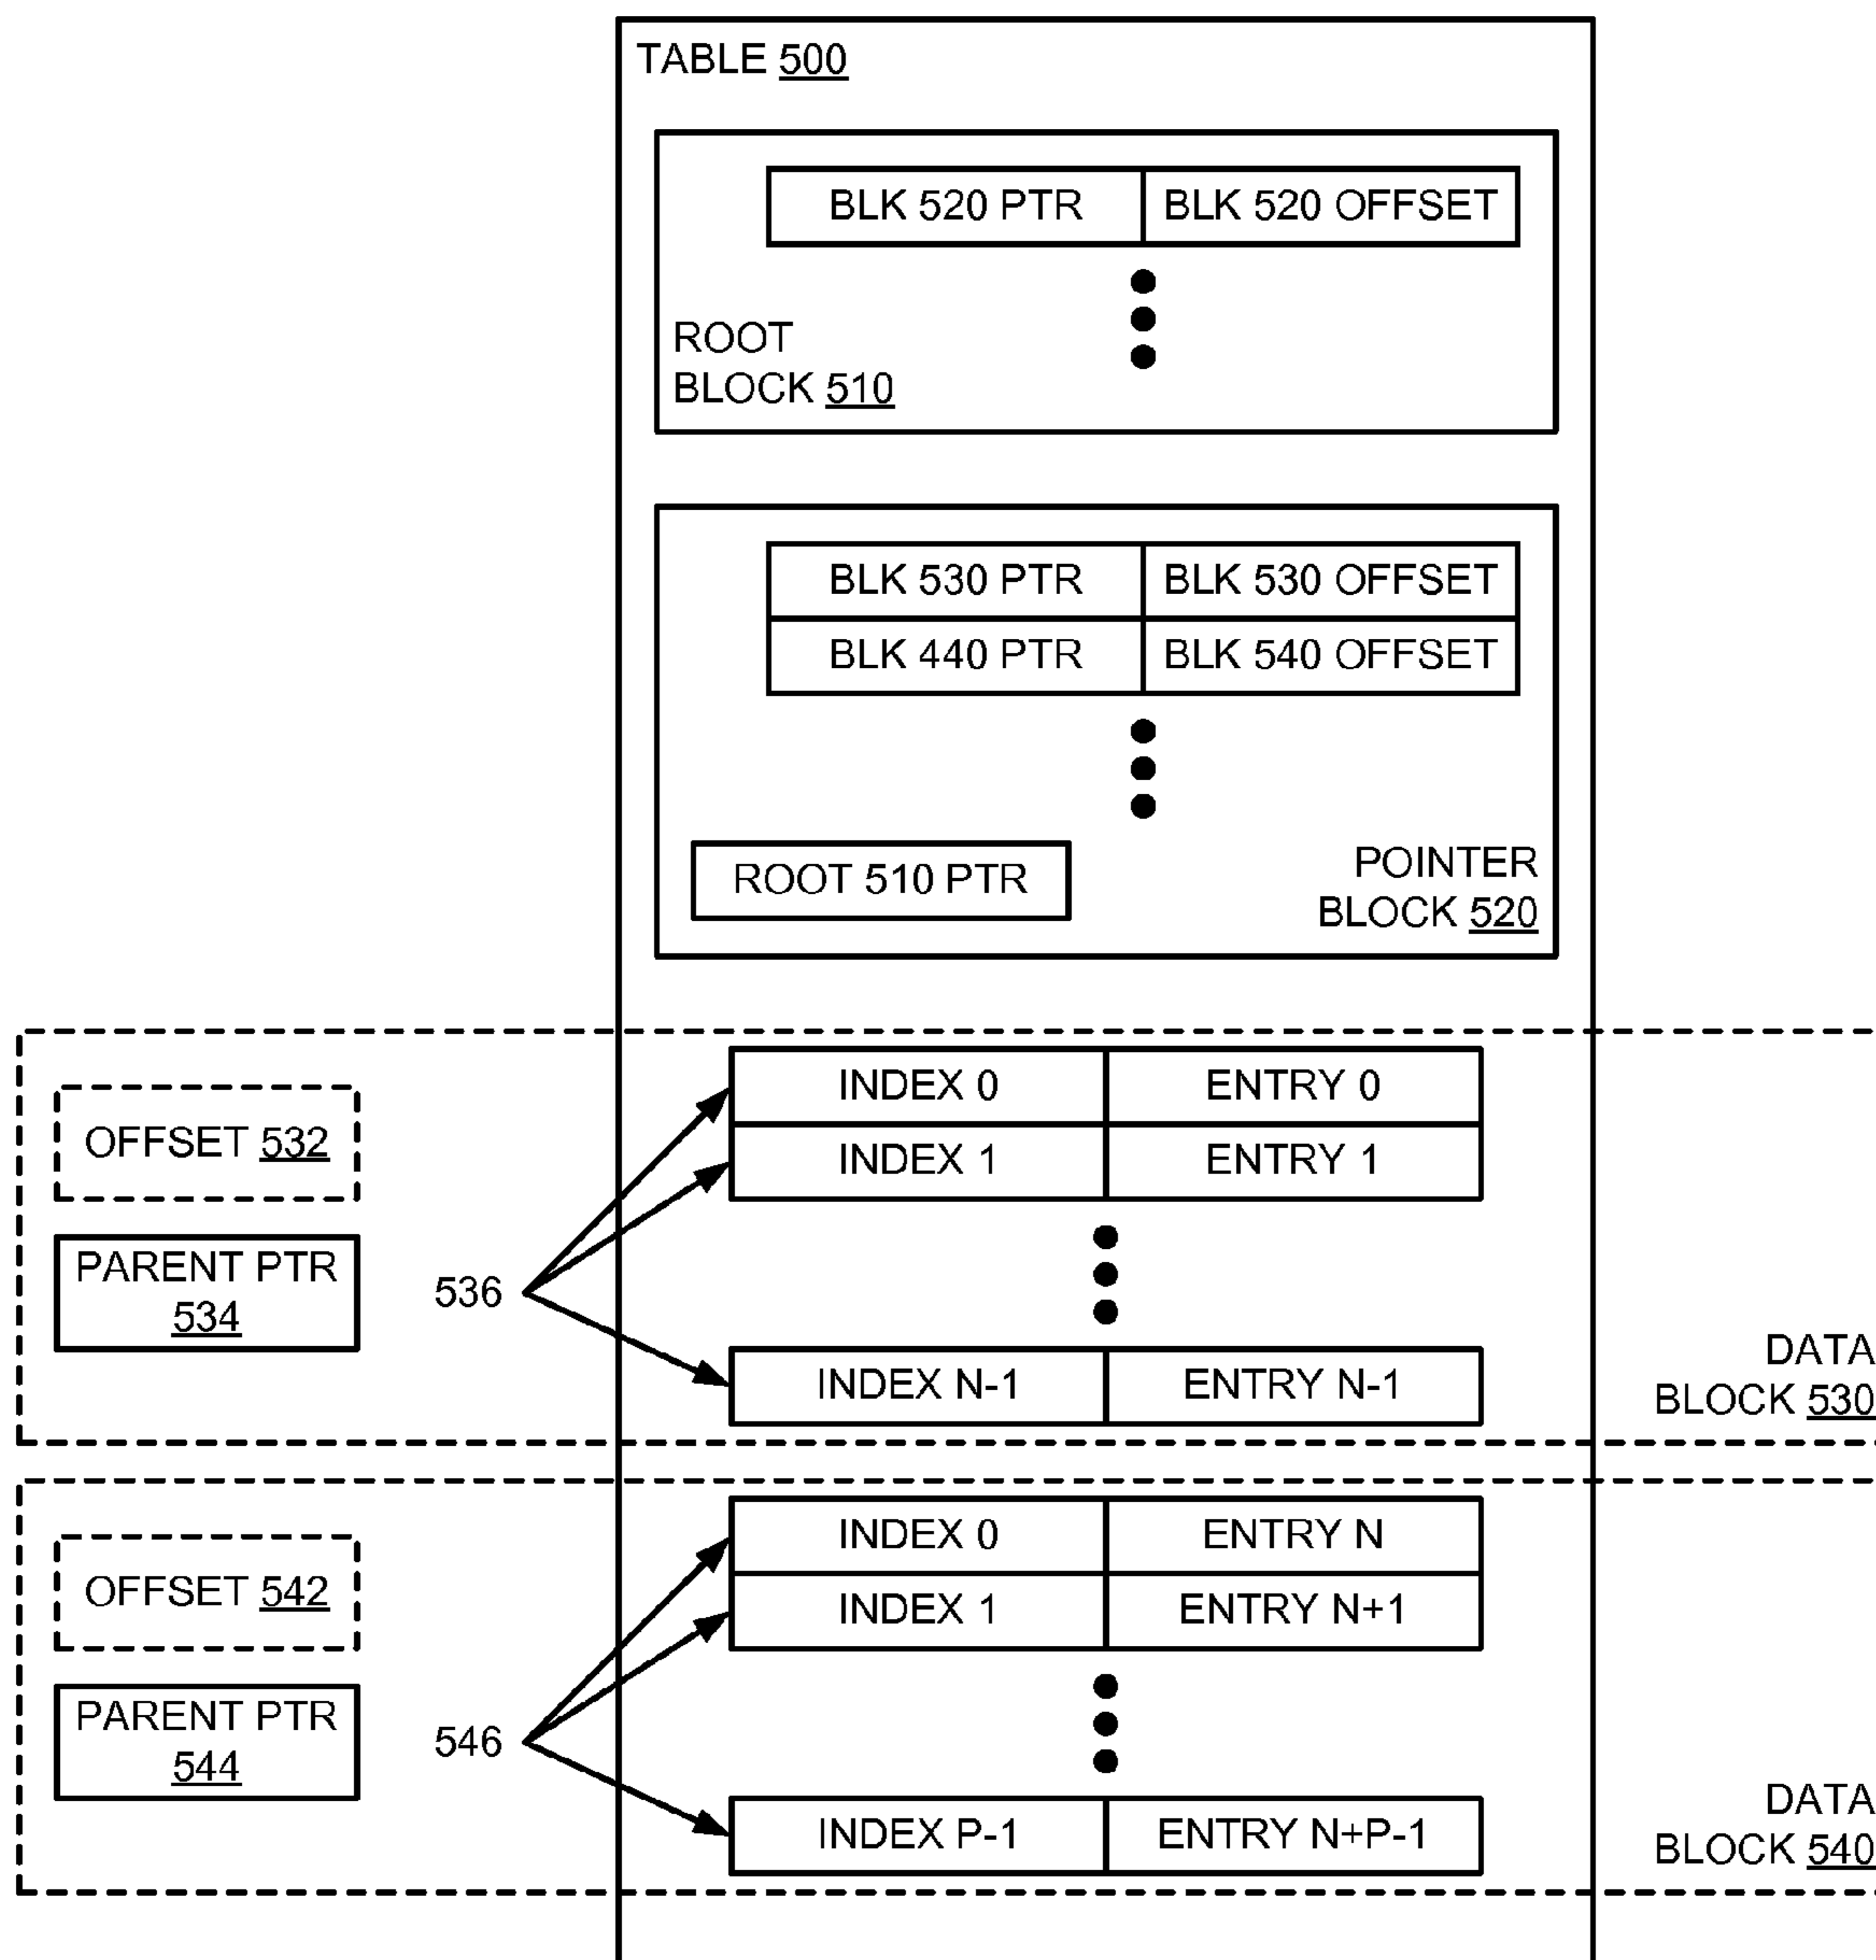 TABLE 500
BLK 520 PTR BLK 520 OFFSET
ROOT
BLOCK 510
BLK 530 PTR BLK 530 OFFSET
BLK 440 PTR BLK 540 OFFSET
ROOT 510 PTR
POINTER
BLOCK 520
OFFSET 532
PARENT PTR
534
536
INDEX 0 ENTRY 0
INDEX 1 ENTRY 1
INDEX N-1 ENTRY N-1
DATA
BLOCK 530
OFFSET 542
PARENT PTR
544
546
INDEX 0 ENTRY N
INDEX 1 ENTRY N+1
INDEX P-1 ENTRY N+P-1
DATA
BLOCK 540